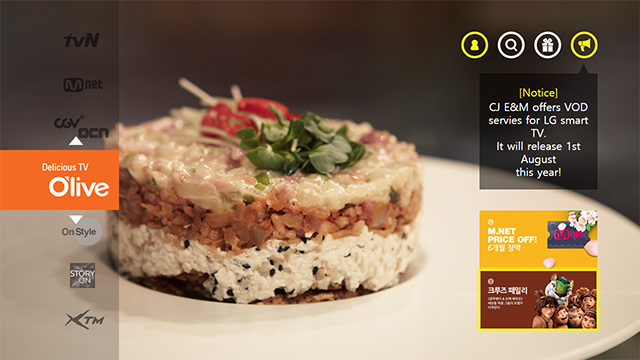 tvN
Mnet
CGV
OCN
Delicious TV
O'live
OnStyle
STORY
ON
XTM
[Notice]
CJ E&M offers VOD
servies for LG smart
TV.
It will release 1st
August
this year!
M.NET
PRICE OFF!
6개월 정액
크루즈 패밀리